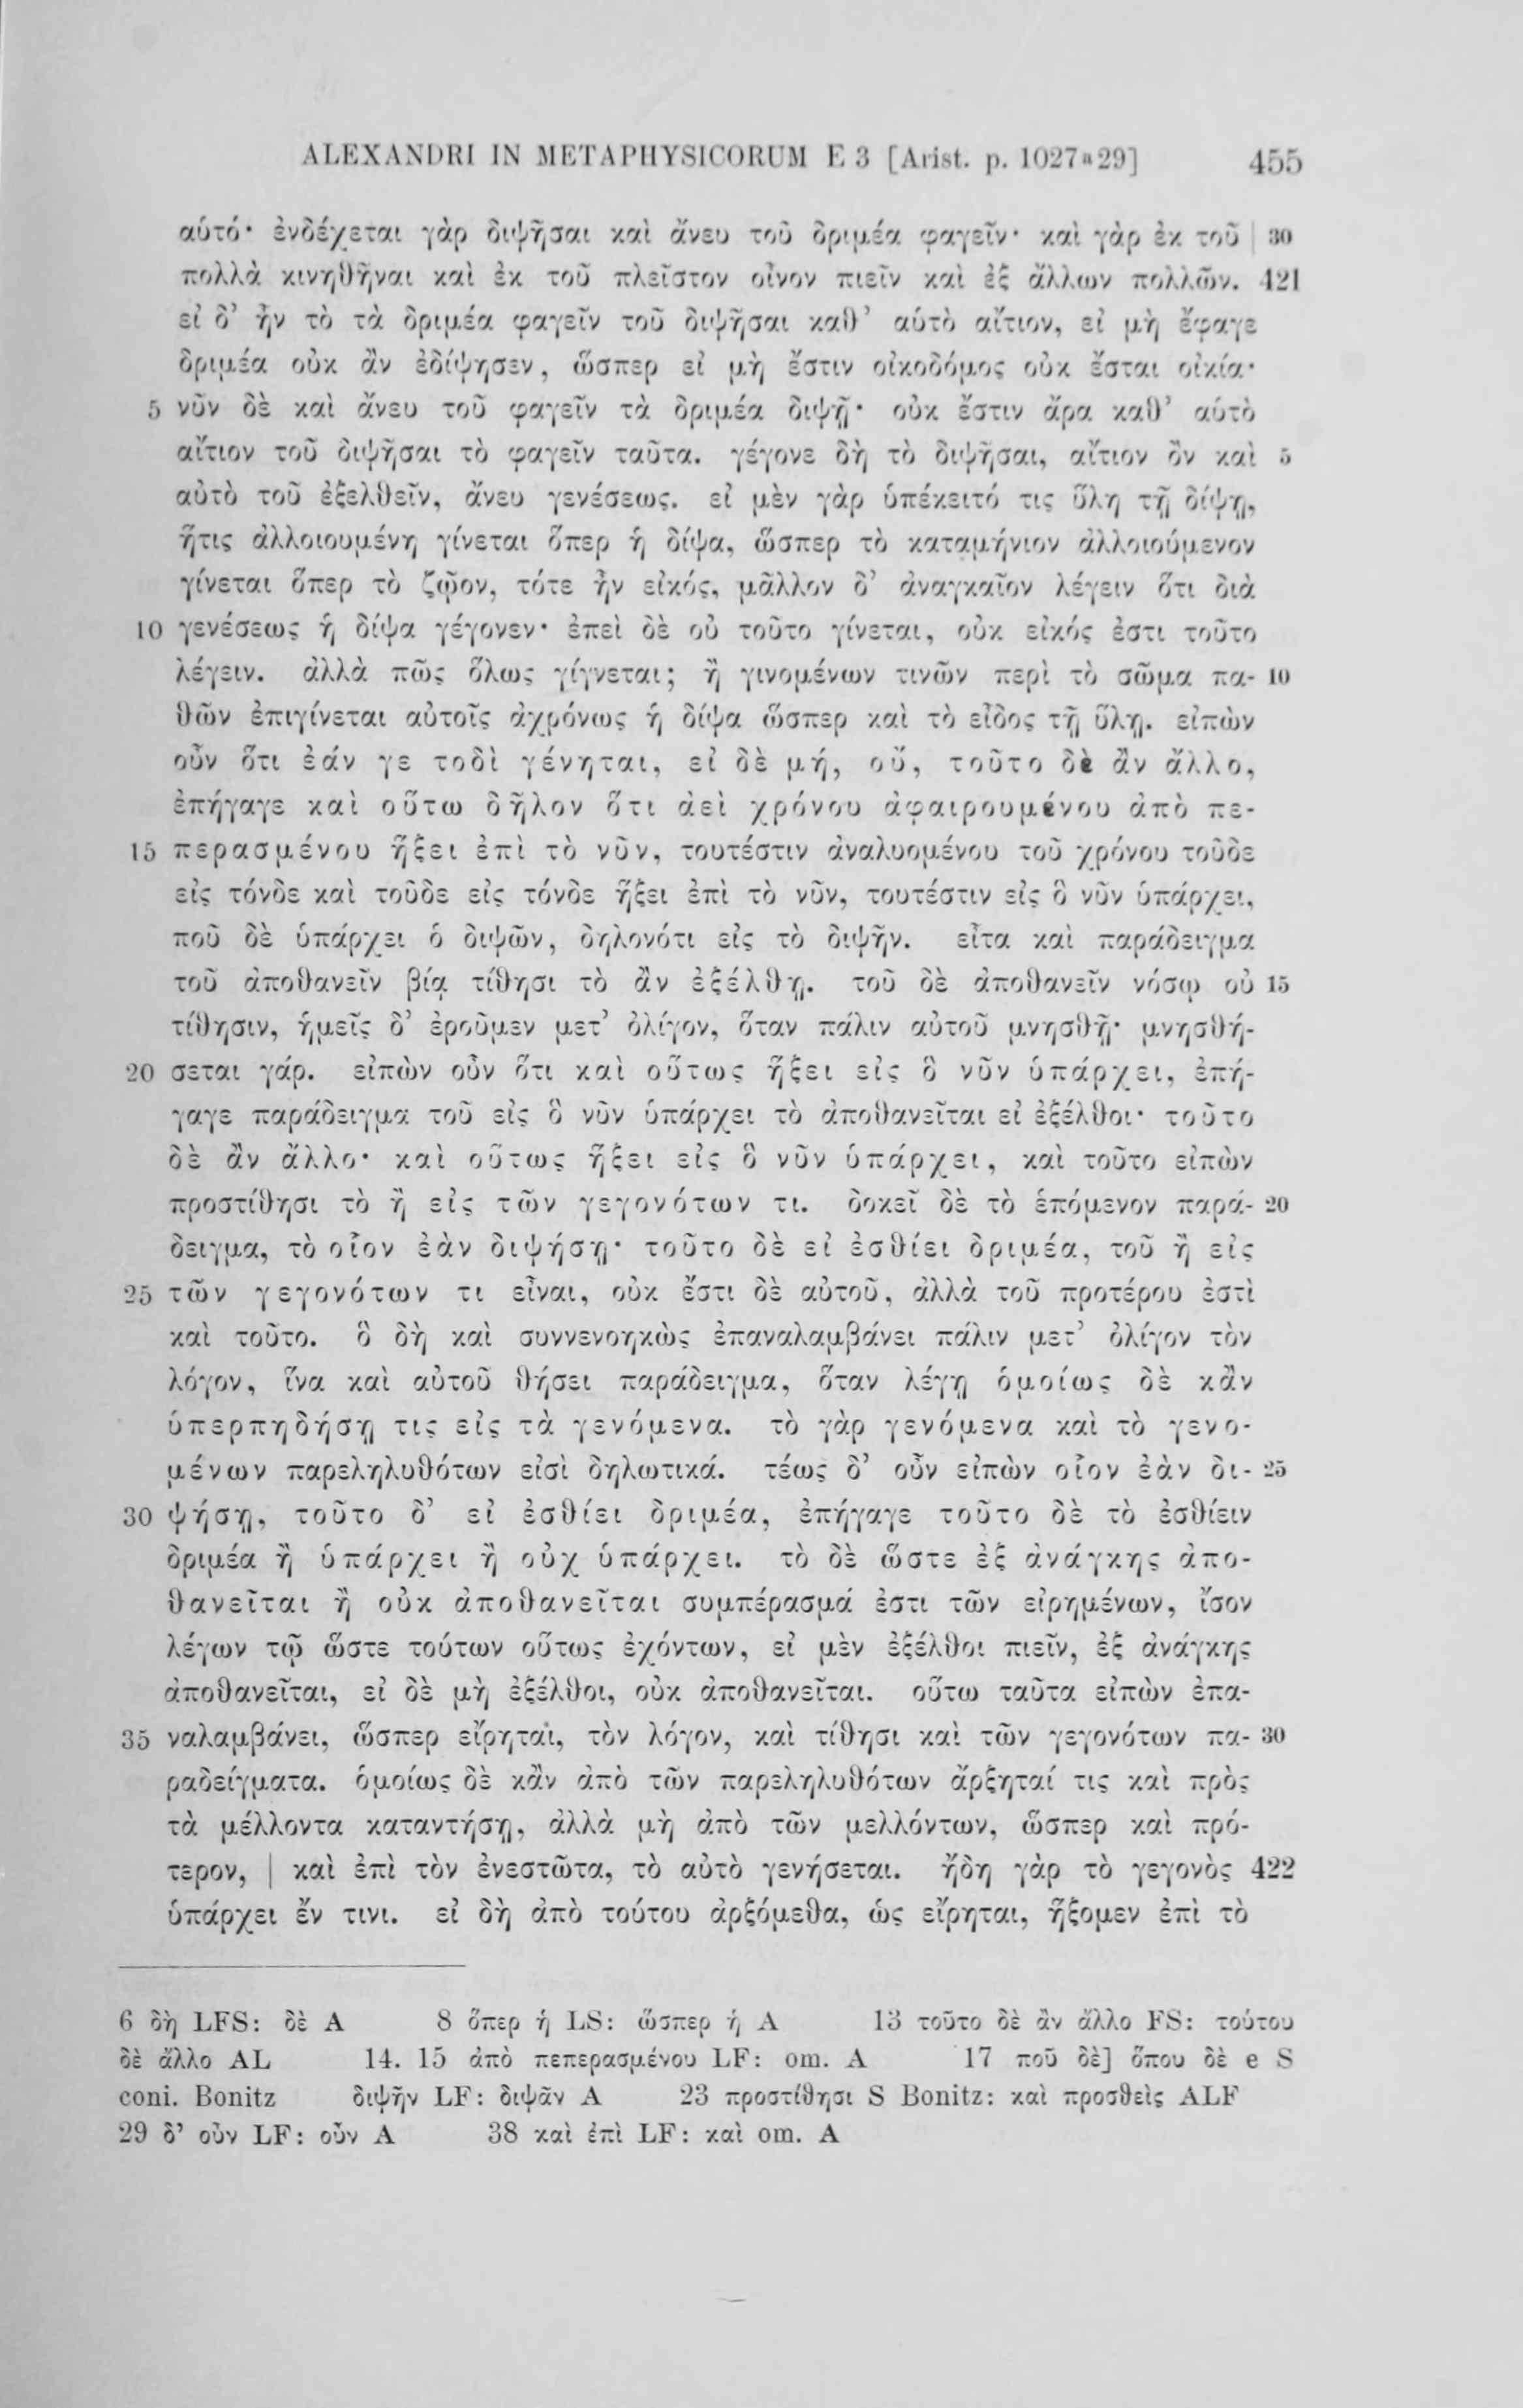 ALEXANDRI IN METAPHYSICORUM E 3 [Arist. p. 1027a29] 455
αὑτό· ἐνδέχεται γὰρ διψῆσαι καὶ ἄνευ τοῦ δριμέα φαγεῖν· καὶ γὰρ ἐκ τοῦ | 30
πολλὰ κινηθῆναι καὶ ἐκ τοῦ πλεῖστον οἶνον πιεῖν καὶ ἐξ ἄλλων πολλῶν. 421
εἰ δ’ ἦν τὸ τὰ δριμέα φαγεῖν τοῦ διψῆσαι καθ’ αὑτὸ αἴτιον, εἰ μὴ ἔφαγε
δριμέα οὐκ ἂν ἐδίψησεν, ὥσπερ εἰ μὴ ἔστιν οἰκοδόμος οὐκ ἔσται οἰκία·
5 νῦν δὲ καὶ ἄνευ τοῦ φαγεῖν τὰ δριμέα διψῇ· οὐκ ἔστιν ἄρα καθ’ αὑτὸ
αἴτιον τοῦ διψῆσαι τὸ φαγεῖν ταῦτα. γέγονε δὴ τὸ διψῆσαι, αἴτιον ὂν καὶ 5
αὐτὸ τοῦ ἐξελθεῖν, ἄνευ γενέσεως. εἰ μὲν γὰρ ὑπέκειτό τις ὕλη τῇ δίψῃ,
ἥτις ἀλλοιουμένη γίνεται ὅπερ ἡ δίψα, ὥσπερ τὸ καταμήνιον ἀλλοιούμενον
γίνεται ὅπερ τὸ ζῷον, τότε ἦν εἰκός, μᾶλλον δ’ ἀναγκαῖον λέγειν ὅτι διὰ
10 γενέσεως ἡ δίψα γέγονεν· ἐπεὶ δὲ οὐ τοῦτο γίνεται, οὐκ εἰκός ἐστι τοῦτο
λέγειν. ἀλλὰ πῶς ὅλως γίγνεται; ἢ γινομένων τινῶν περὶ τὸ σῶμα πα- 10
θῶν ἐπιγίνεται αὐτοῖς ἀχρόνως ἡ δίψα ὥσπερ καὶ τὸ εἶδος τῇ ὕλῃ. εἰπὼν
οὖν ὅτι ἐάν γε τοδὶ γένηται, εἰ δὲ μή, οὔ, τοῦτο δὲ ἂν ἄλλο,
ἐπήγαγε καὶ οὕτω δῆλον ὅτι ἀεὶ χρόνου ἀφαιρουμένου ἀπὸ πε-
15 περασμένου ἥξει ἐπὶ τὸ νῦν, τουτέστιν ἀναλυομένου τοῦ χρόνου τοῦδε
εἰς τόνδε καὶ τοῦδε εἰς τόνδε ἥξει ἐπὶ τὸ νῦν, τουτέστιν εἰς ὃ νῦν ὑπάρχει,
ποῦ δὲ ὑπάρχει ὁ διψῶν, δηλονότι εἰς τὸ διψῆν. εἶτα καὶ παράδειγμα
τοῦ ἀποθανεῖν βίᾳ τίθησι τὸ ἂν ἐξέλθῃ. τοῦ δὲ ἀποθανεῖν νόσῳ οὐ 15
τίθησιν, ἡμεῖς δ’ ἐροῦμεν μετ’ ὀλίγον, ὅταν πάλιν αὐτοῦ μνησθῇ· μνησθή-
20 σεται γάρ. εἰπὼν οὖν ὅτι καὶ οὕτως ἥξει εἰς ὃ νῦν ὑπάρχει, ἐπή-
γαγε παράδειγμα τοῦ εἰς ὃ νῦν ὑπάρχει τὸ ἀποθανεῖται εἰ ἐξέλθοι· τοῦτο
δὲ ἂν ἄλλο· καὶ οὕτως ἥξει εἰς ὃ νῦν ὑπάρχει, καὶ τοῦτο εἰπὼν
προστίθησι τὸ ἢ εἰς τῶν γεγονότων τι. δοκεῖ δὲ τὸ ἑπόμενον παρά- 20
δειγμα, τὸ οἷον ἐὰν διψήσῃ· τοῦτο δὲ εἰ ἐσθίει δριμέα, τοῦ ἢ εἰς
25 τῶν γεγονότων τι εἶναι, οὐκ ἔστι δὲ αὐτοῦ, ἀλλὰ τοῦ προτέρου ἐστὶ
καὶ τοῦτο. ὃ δὴ καὶ συννενοηκὼς ἐπαναλαμβάνει πάλιν μετ’ ὀλίγον τὸν
λόγον, ἵνα καὶ αὐτοῦ θήσει παράδειγμα, ὅταν λέγῃ ὁμοίως δὲ κἂν
ὑπερπηδήσῃ τις εἰς τὰ γενόμενα. τὸ γὰρ γενόμενα καὶ τὸ γενο-
μένων παρεληλυθότων εἰσὶ δηλωτικά. τέως δ’ οὖν εἰπὼν οἷον ἐὰν δι- 25
30 ψήσῃ, τοῦτο δ’ εἰ ἐσθίει δριμέα, ἐπήγαγε τοῦτο δὲ τὸ ἐσθίειν
δριμέα ἢ ὑπάρχει ἢ οὐχ ὑπάρχει. τὸ δὲ ὥστε ἐξ ἀνάγκης ἀπο-
θανεῖται ἢ οὐκ ἀποθανεῖται συμπέρασμά ἐστι τῶν εἰρημένων, ἴσον
λέγων τῷ ὥστε τούτων οὕτως ἐχόντων, εἰ μὲν ἐξέλθοι πιεῖν, ἐξ ἀνάγκης
ἀποθανεῖται, εἰ δὲ μὴ ἐξέλθοι, οὐκ ἀποθανεῖται. οὕτω ταῦτα εἰπὼν ἐπα-
35 ναλαμβάνει, ὥσπερ εἴρηται, τὸν λόγον, καὶ τίθησι καὶ τῶν γεγονότων πα- 30
ραδείγματα. ὁμοίως δὲ κἂν ἀπὸ τῶν παρεληλυθότων ἄρξηταί τις καὶ πρὸς
τὰ μέλλοντα καταντήσῃ, ἀλλὰ μὴ ἀπὸ τῶν μελλόντων, ὥσπερ καὶ πρό-
τερον, | καὶ ἐπὶ τὸν ἐνεστῶτα, τὸ αὐτὸ γενήσεται. ἤδη γὰρ τὸ γεγονὸς 422
ὑπάρχει ἔν τινι. εἰ δὴ ἀπὸ τούτου ἀρξόμεθα, ὡς εἴρηται, ἥξομεν ἐπὶ τὸ
6 δὴ LFS: δὲ A 8 ὅπερ ἡ LS: ὥσπερ ἡ A 13 τοῦτο δὲ ἂν ἄλλο FS: τούτου
δὲ ἄλλο AL 14. 15 ἀπὸ πεπερασμένου LF: om. A 17 ποῦ δὲ] ὅπου δὲ e S
coni. Bonitz διψῆν LF: διψᾶν A 23 προστίθησι S Bonitz: καὶ προσθεὶς ALF
29 δ’ οὖν LF: οὖν A 38 καὶ ἐπὶ LF: καὶ om. A